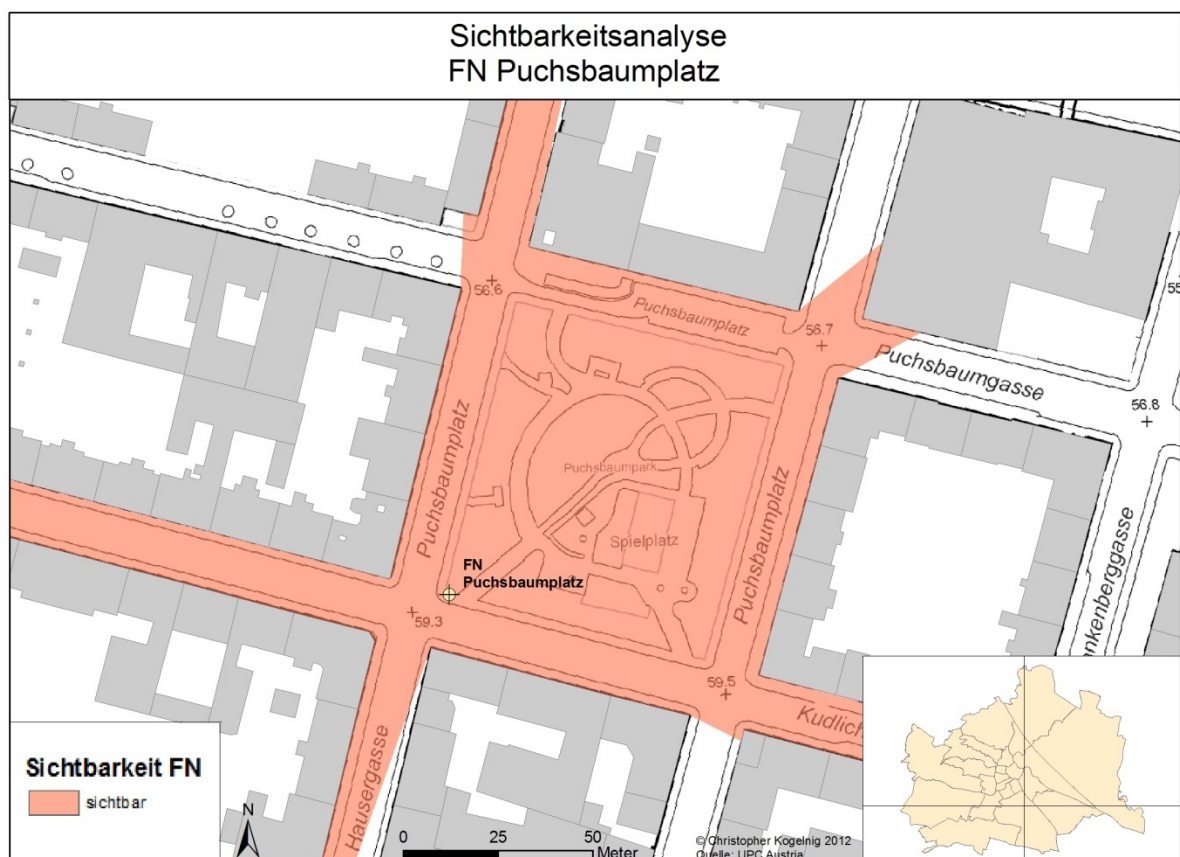 Sichtbarkeitsanalyse
FN Puchsbaumplatz
56.6
Puchsbaumplatz
56.7
55
Puchsbaumgasse
56.8
Puchsbaumplatz
Puchsbaumpark
Puchsbaumplatz
Spielplatz
FN
Puchsbaumplatz
59.3
59.5
Kudlich
Hausergasse
Sichtbarkeit FN
sichtbar
N
0 25 50
Meter
© Christopher Kogelnig 2012
Quelle: UPC Austria